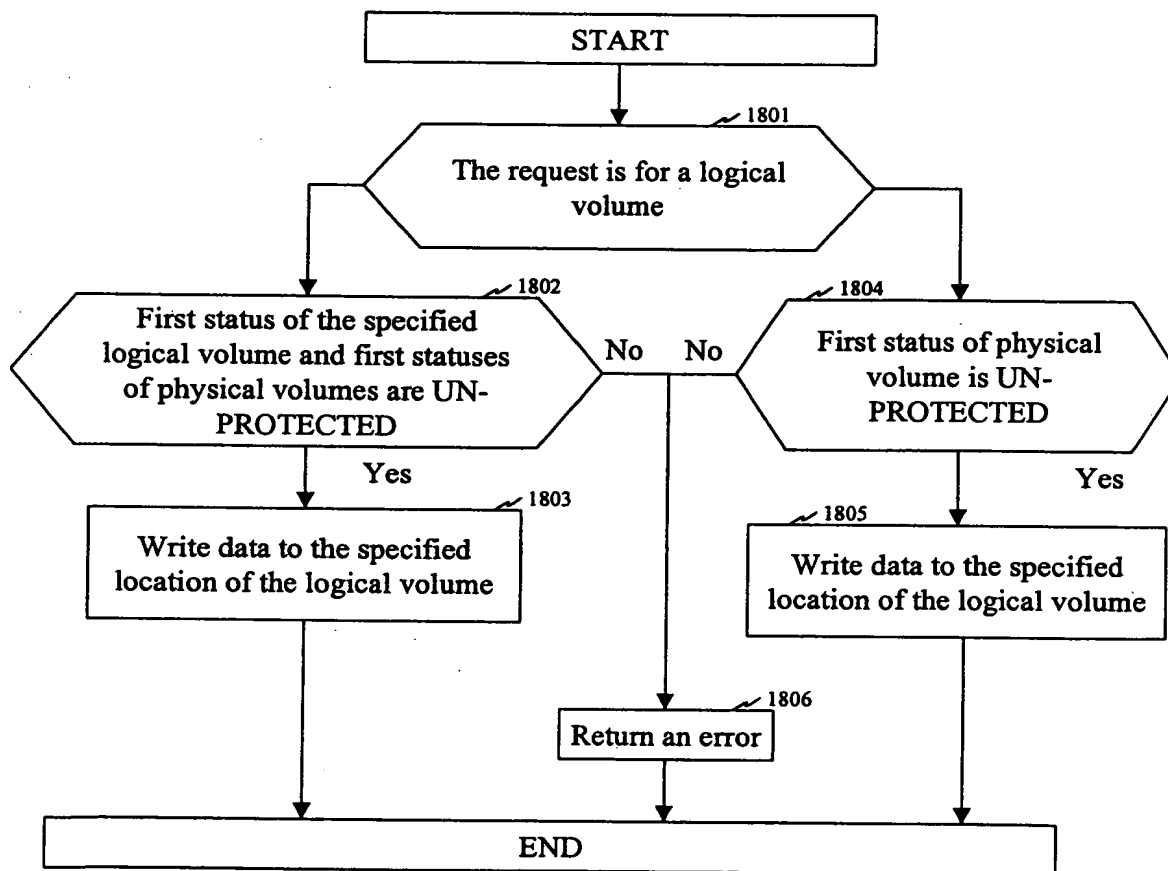 START
1801
The request is for a logical
volume
1802
First status of the specified
logical volume and first statuses
of physical volumes are UN-
PROTECTED
No
No
1804
First status of physical
volume is UN-
PROTECTED
Yes
Yes
1803
Write data to the specified
location of the logical volume
1805
Write data to the specified
location of the logical volume
1806
Return an error
END